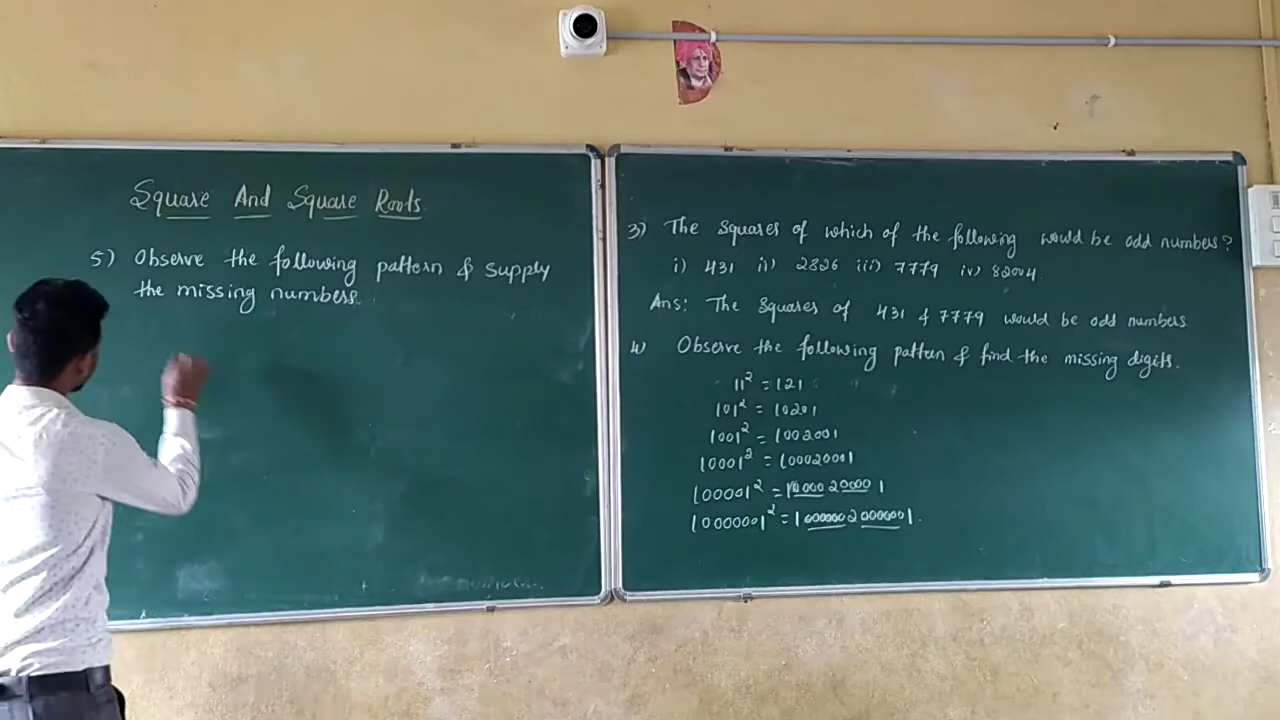 Square And Square Roots
5) Observe the following pattern & supply
the missing numbers.
3) The squares of which of the following would be odd numbers?
i) 431 ii) 2826 iii) 7779 iv) 82004.
Ans: The squares of 431 & 7779 would be odd numbers
4) Observe the following pattern & find the missing digits.
11² = 121
101² = 10201
1001² = 1002001
10001² = 100020001
100001² = 10000200001
10000001² = 100000020000001.